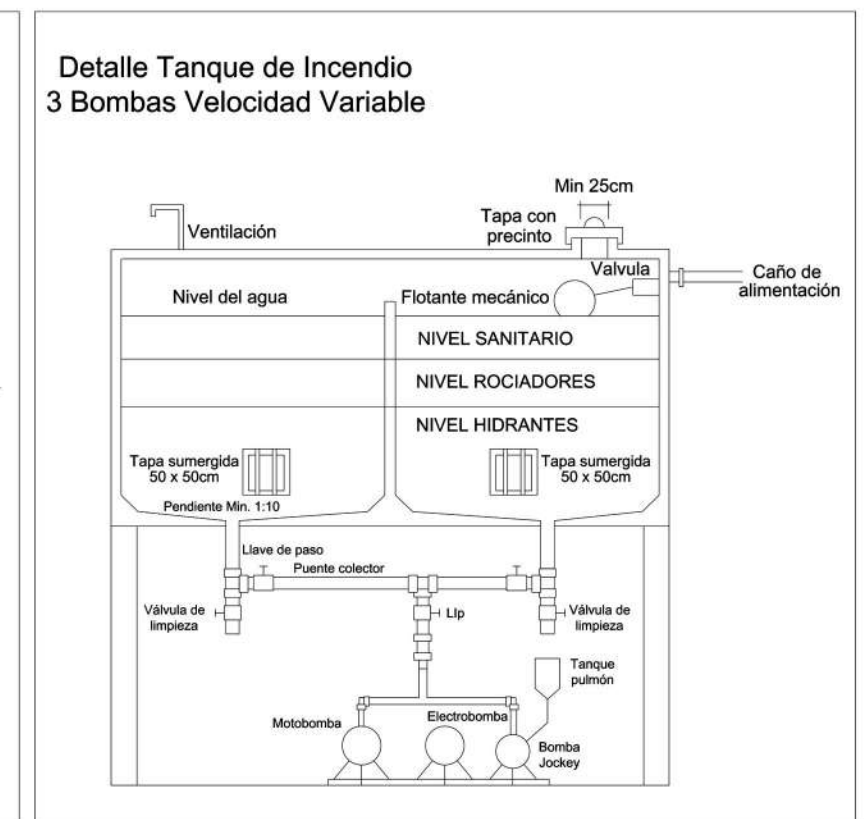 Detalle Tanque de Incendio
3 Bombas Velocidad Variable
Min 25cm
Tapa con
precinto
Ventilación
Valvula
Caño de
alimentación
Nivel del agua
Flotante mecánico
NIVEL SANITARIO
NIVEL ROCIADORES
NIVEL HIDRANTES
Tapa sumergida
50 x 50cm
Tapa sumergida
50 x 50cm
Pendiente Min. 1:10
Llave de paso
Puente colector
Válvula de
limpieza
Llp
Válvula de
limpieza
Tanque
pulmón
Motobomba
Electrobomba
Bomba
Jockey